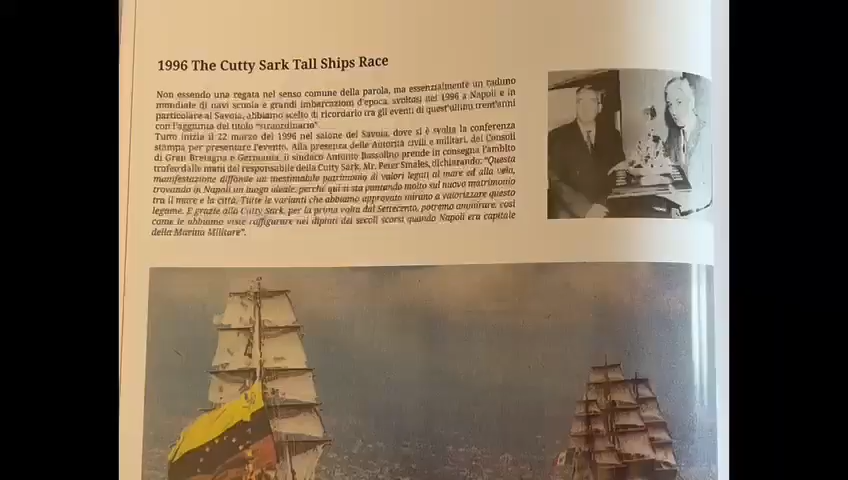 1996 The Cutty Sark Tall Ships Race
Non essendo una regata nel senso comune della parola, ma essenzialmente un raduno
mondiale di navi scuola e grandi imbarcazioni d'epoca, svoltosi nel 1996 a Napoli e in
particolare al Savoia, abbiamo scelto di ricordarlo tra gli eventi di quest'ultimo trent'anni
con l'aggiunta del titolo "straordinario".
Tutto inizia il 22 marzo del 1996 nel salone del Savoia, dove si è svolta la conferenza
stampa per presentare l'evento. Alla presenza delle Autorità civili e militari, dei Consoli
di Gran Bretagna e Germania, il sindaco Antonio Bassolino prende in consegna l'ambito
trofeo dalle mani del responsabile della Cutty Sark, Mr. Peter Smales, dichiarando: "Questa
manifestazione diffonde un inestimabile patrimonio di valori legati al mare ed alla vela,
trovando a Napoli un luogo ideale, perché qui si sta puntando molto sul nuovo matrimonio
tra il mare e la città. Tutte le varianti che abbiamo approvato mirano a valorizzare questo
legame. E grazie alla Cutty Sark, per la prima volta dal Settecento, potremo ammirare, così
come le abbiamo viste raffigurate nei dipinti dei secoli scorsi quando Napoli era capitale
della Marina Militare".